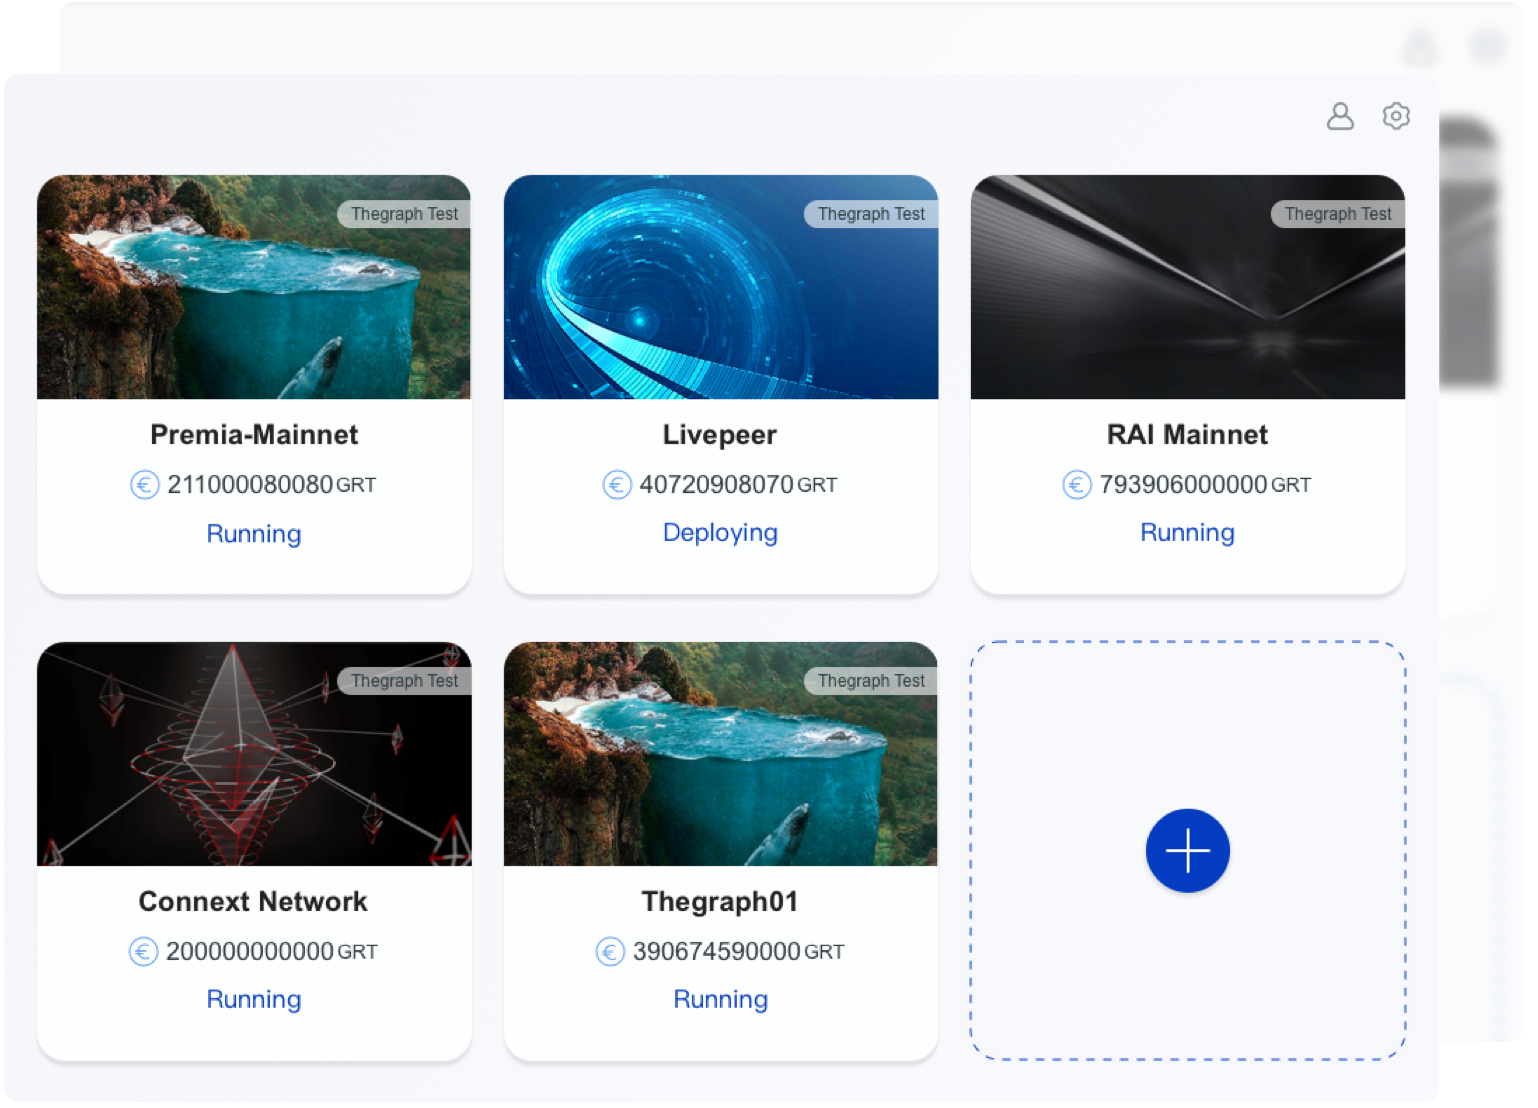 Thegraph Test
Premia-Mainnet
€ 211000080080 GRT
Running
Thegraph Test
Livepeer
€ 40720908070 GRT
Deploying
Thegraph Test
RAI Mainnet
€ 793906000000 GRT
Running
Thegraph Test
Connext Network
€ 200000000000 GRT
Running
Thegraph Test
Thegraph01
€ 390674590000 GRT
Running